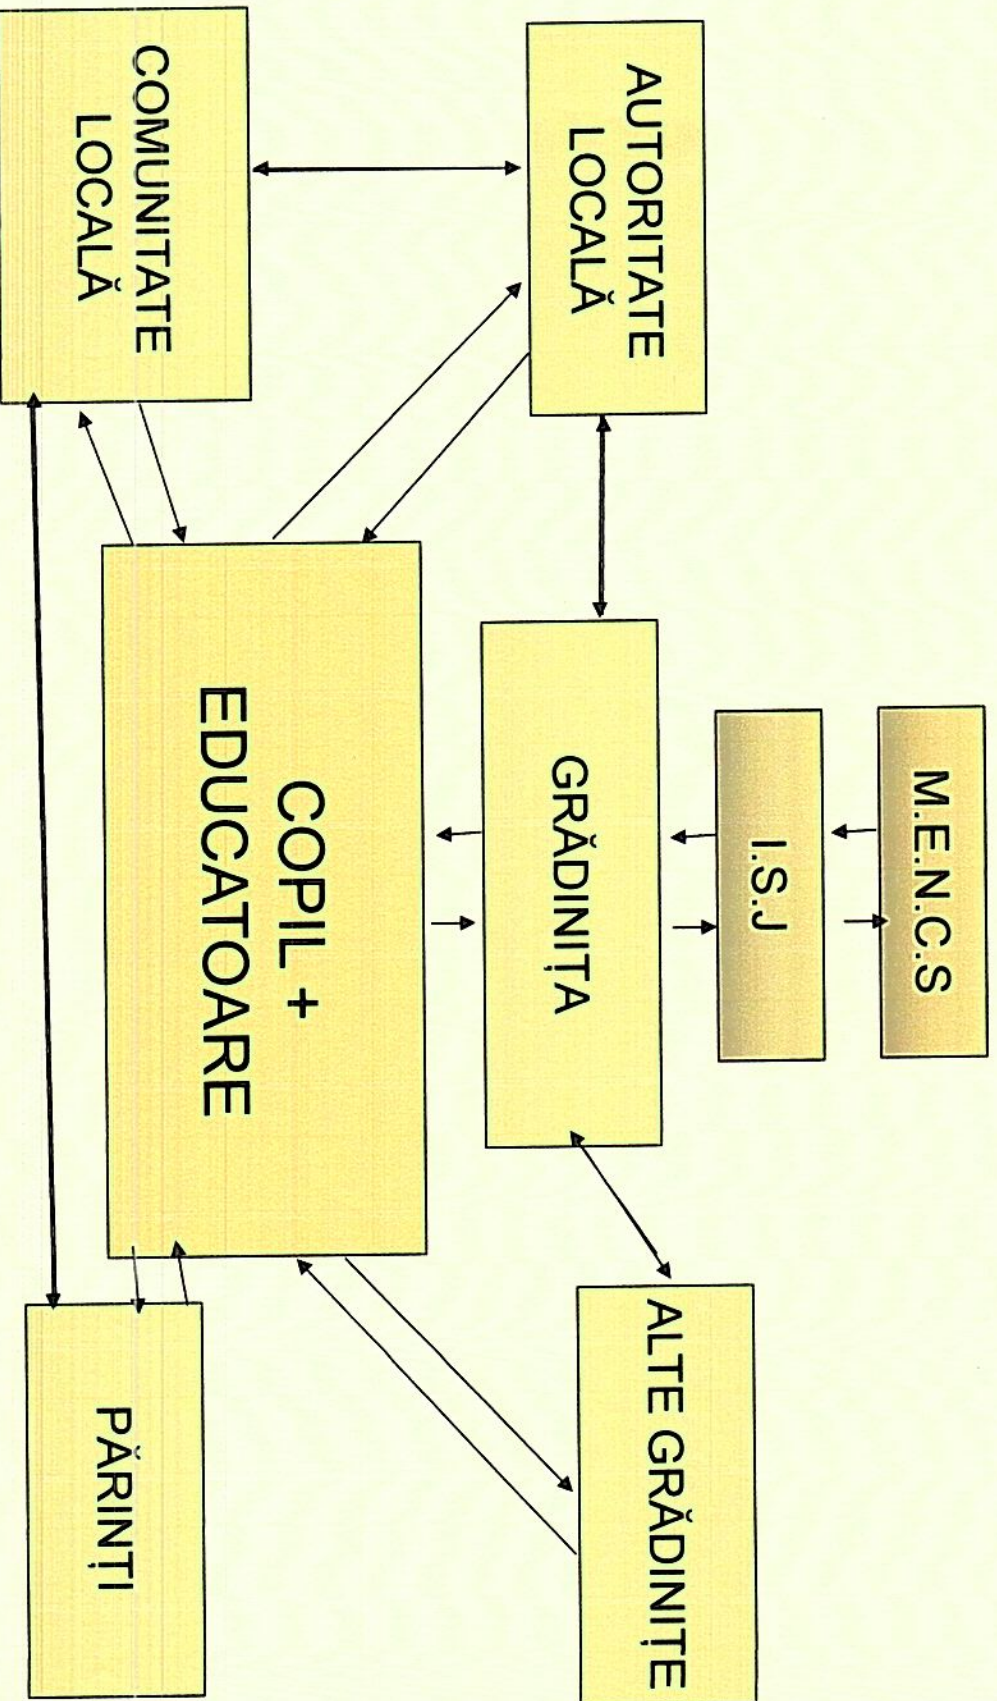 M.E.N.C.S
I.S.J
AUTORITATE
LOCALĂ
GRĂDINIȚA
ALTE GRĂDINIȚE
COMUNITATE
LOCALĂ
COPIL +
EDUCATOARE
PĂRINȚI